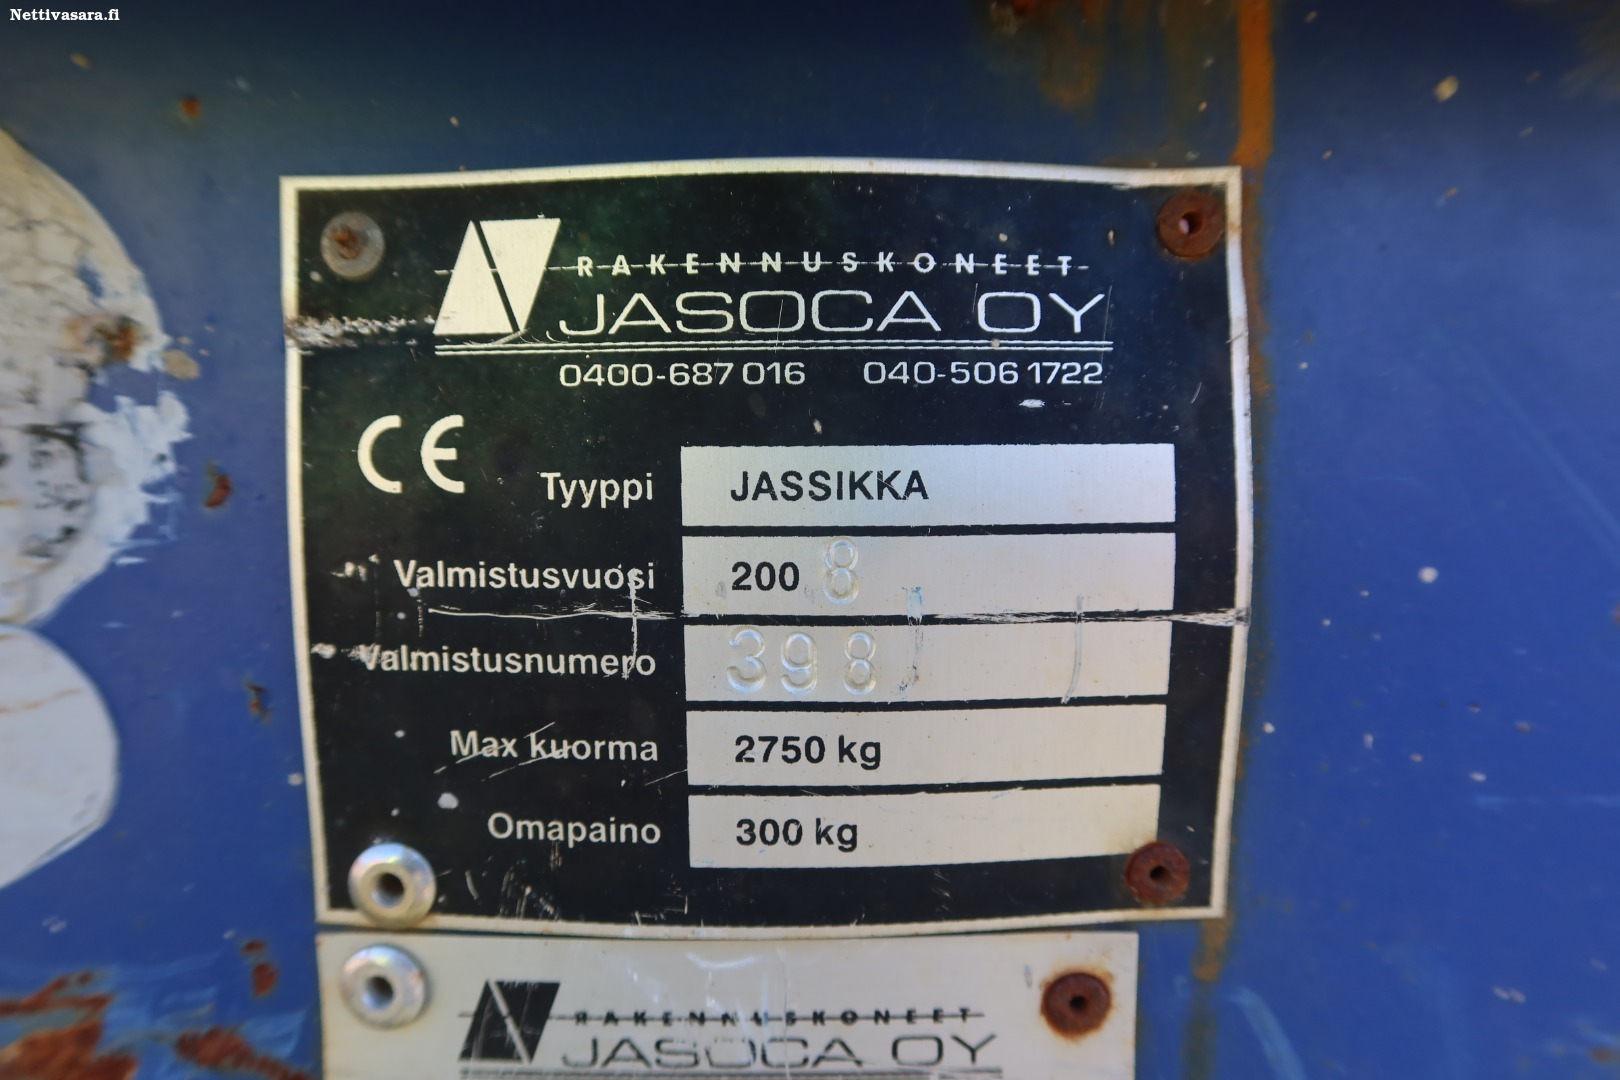 Nettivasara.fi
RAKENNUSKONEET
JASOCA OY
0400-687 016 040-506 1722
CE
Tyyppi JASSIKKA
Valmistusvuosi 2008
Valmistusnumero 398
Max kuorma 2750 kg
Omapaino 300 kg
RAKENNUSKONEET
JASOCA OY